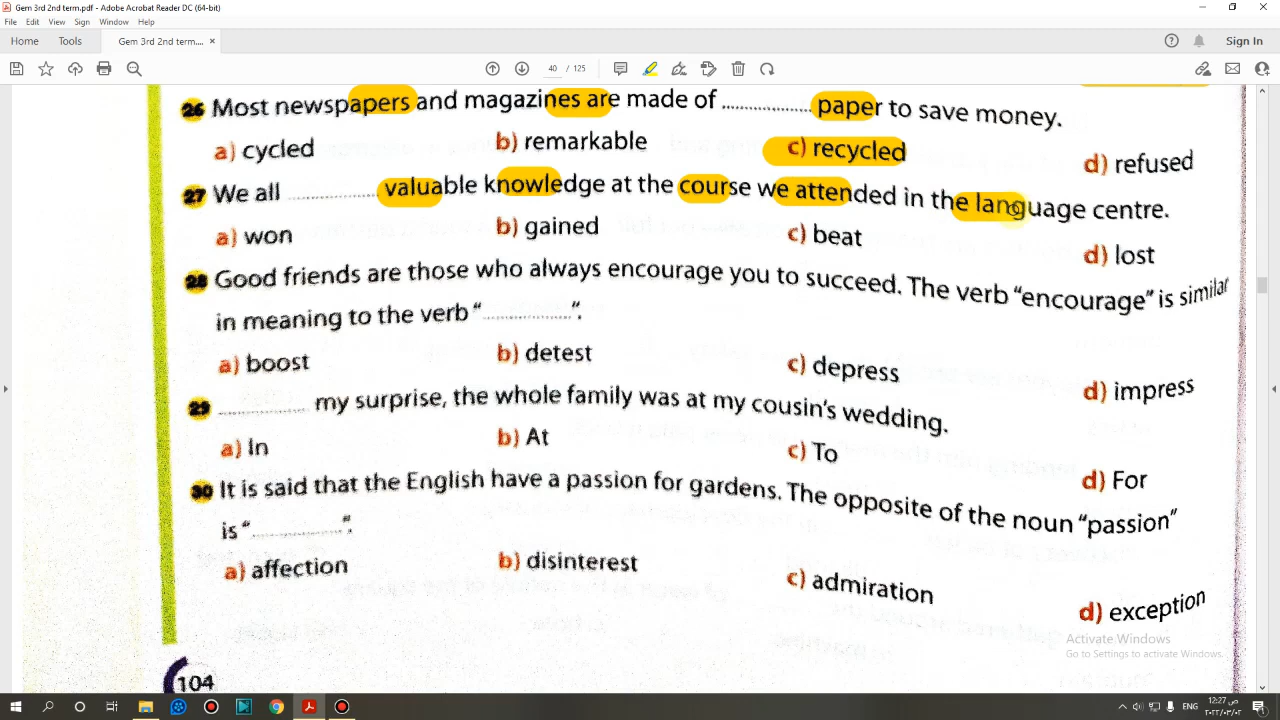 Gem 3rd 2nd term.pdf - Adobe Acrobat Reader DC (64-bit)
File Edit View Sign Window Help
Home Tools Gem 3rd 2nd term.... × Sign In
40 / 125
26 Most newspapers and magazines are made of .............. paper to save money.
a) cycled b) remarkable c) recycled d) refused
27 We all .............. valuable knowledge at the course we attended in the language centre.
a) won b) gained c) beat d) lost
28 Good friends are those who always encourage you to succeed. The verb "encourage" is similar
in meaning to the verb "..............".
a) boost b) detest c) depress d) impress
29 .............. my surprise, the whole family was at my cousin's wedding.
a) In b) At c) To d) For
30 It is said that the English have a passion for gardens. The opposite of the noun "passion"
is "..............".
a) affection b) disinterest c) admiration d) exception
Activate Windows
Go to Settings to activate Windows.
104
ENG 12:27 ص
٢٠٢٢/٠٣/٠٢